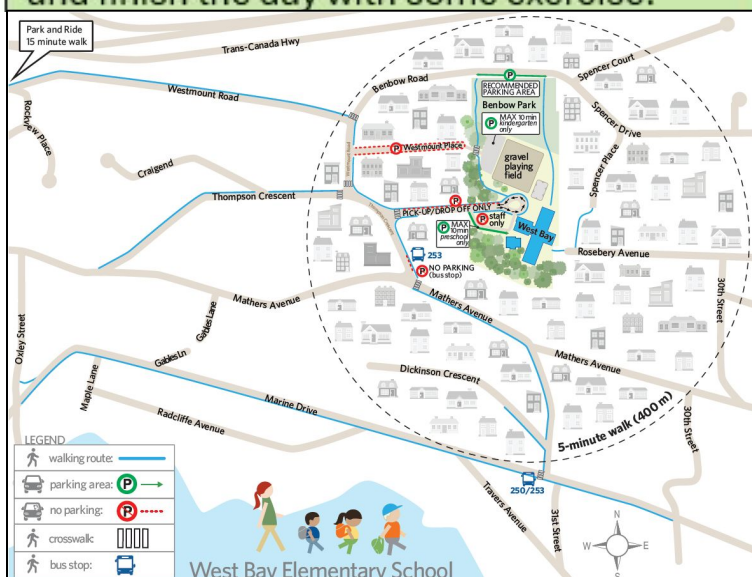 and finish the day with some exercise.
Park and Ride
15 minute walk
Trans-Canada Hwy
Spencer Court
Benbow Road
Westmount Road
RECOMMENDED
PARKING AREA
Benbow Park
Spencer Drive
Rockview Place
MAX 10min
kindergarten
only
Westmount Place
gravel
playing
field
Craigend
Spencer Place
Thompson Crescent
PICK-UP/DROP OFF ONLY
staff
only
West Bay
MAX
10min
preschool
only
253
Rosebery Avenue
NO PARKING
(bus stop)
Mathers Avenue
Mathers Avenue
30th Street
Gables Lane
Oxley Street
Gables Ln
Mathers Avenue
Maple Lane
Dickinson Crescent
Marine Drive
5-minute walk (400 m)
30th Street
Radcliffe Avenue
LEGEND
walking route:
parking area: P
no parking: P
crosswalk:
bus stop:
250/253
Travers Avenue
31st Street
N
W E
S
West Bay Elementary School